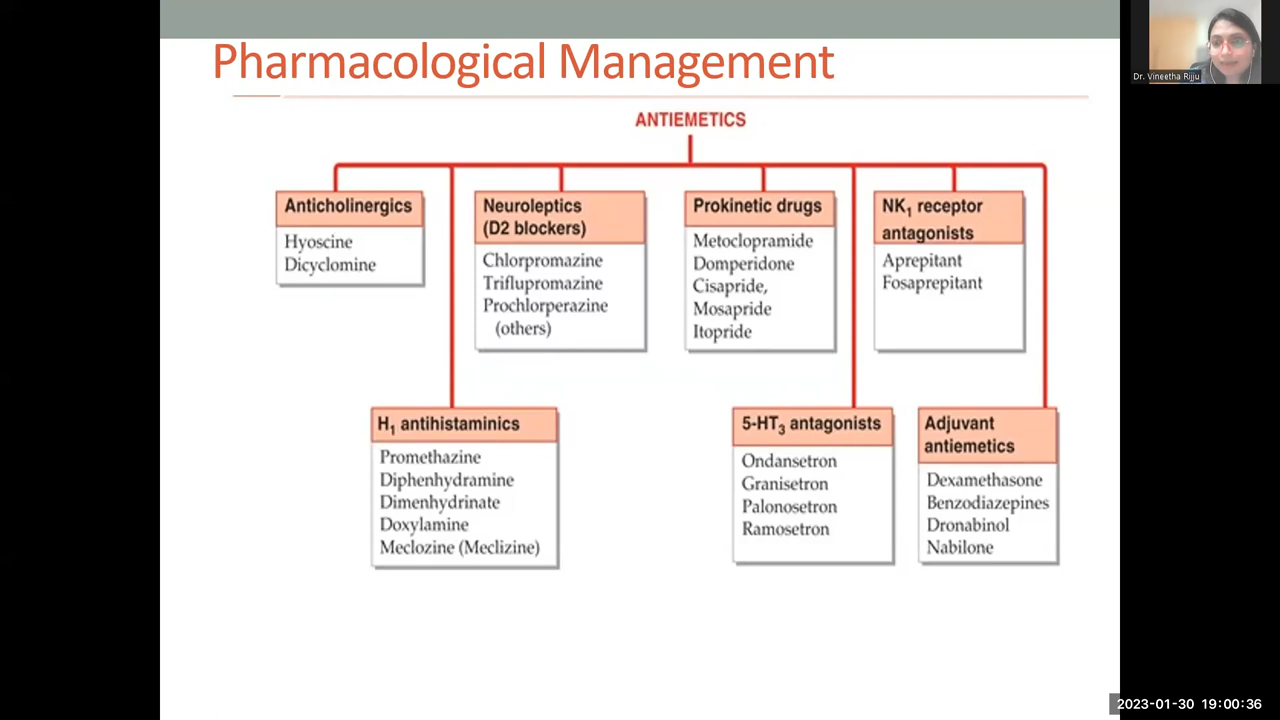 Pharmacological Management
Dr. Vineetha Rijju
ANTIEMETICS
Anticholinergics
Hyoscine
Dicyclomine
Neuroleptics
(D2 blockers)
Chlorpromazine
Triflupromazine
Prochlorperazine
(others)
Prokinetic drugs
Metoclopramide
Domperidone
Cisapride,
Mosapride
Itopride
NK1 receptor
antagonists
Aprepitant
Fosaprepitant
H1 antihistaminics
Promethazine
Diphenhydramine
Dimenhydrinate
Doxylamine
Meclozine (Meclizine)
5-HT3 antagonists
Ondansetron
Granisetron
Palonosetron
Ramosetron
Adjuvant
antiemetics
Dexamethasone
Benzodiazepines
Dronabinol
Nabilone
2023-01-30 19:00:36